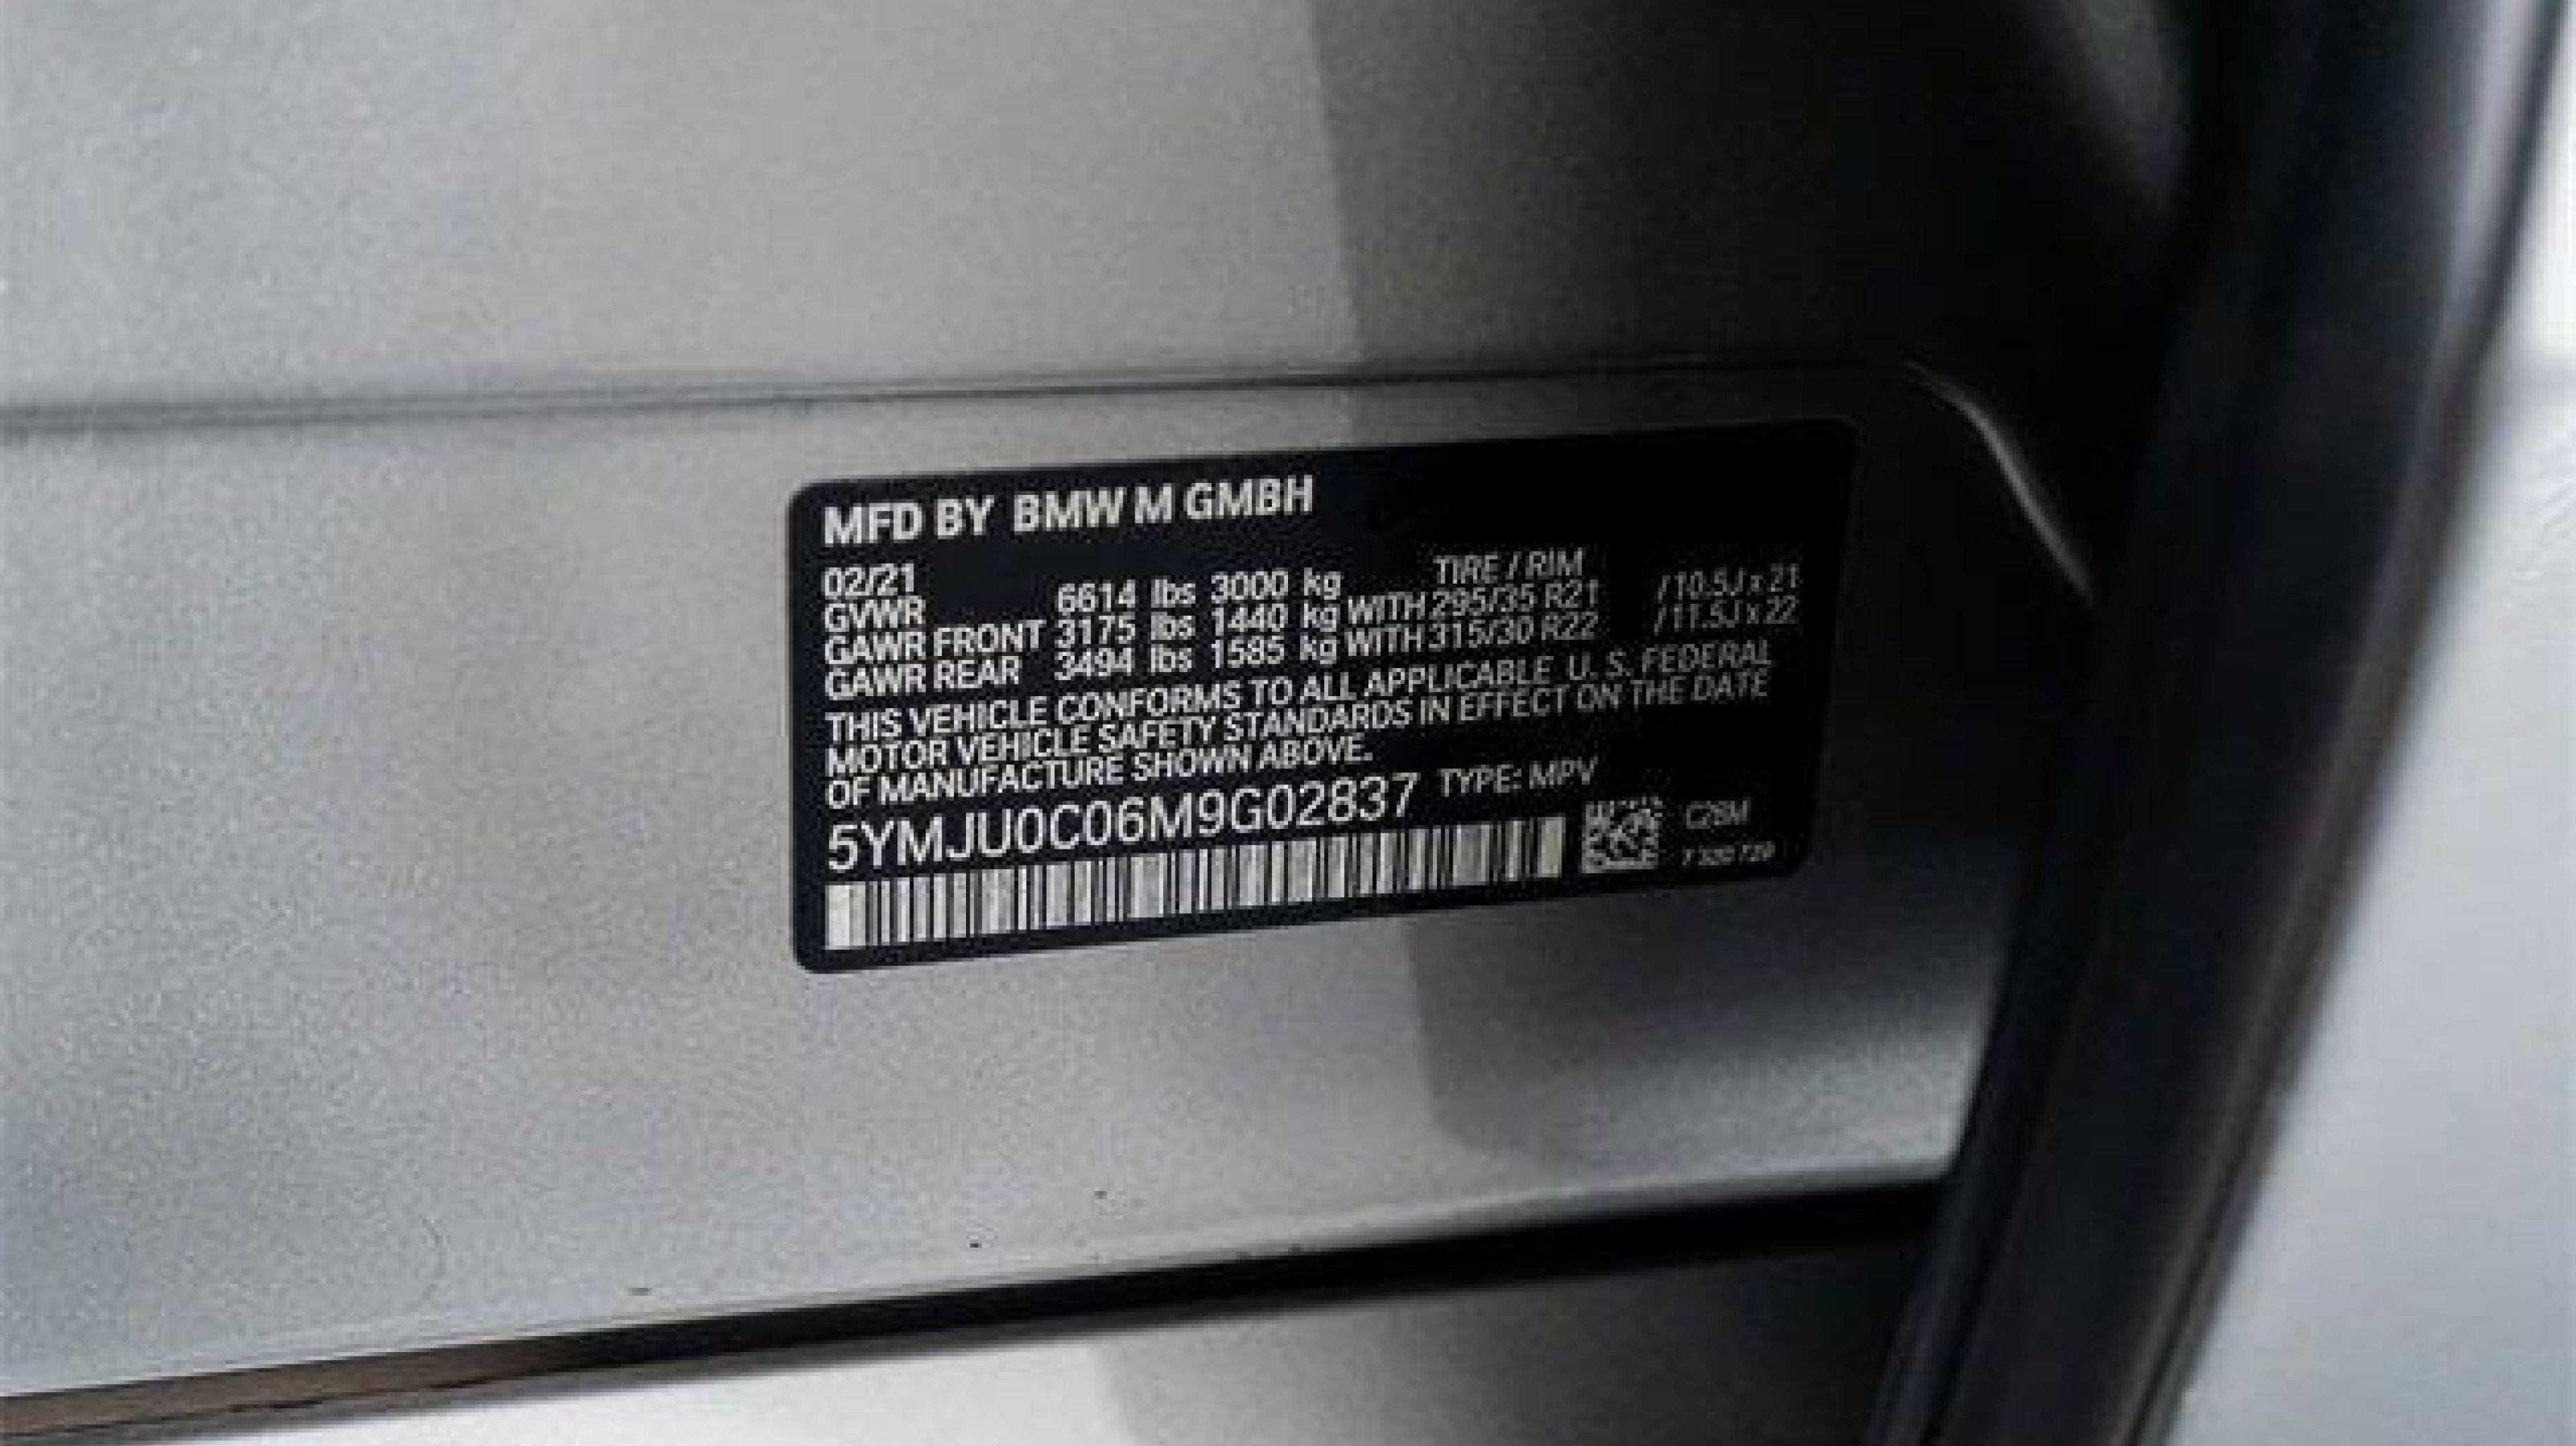 MFD BY BMW M GMBH
02/21 TIRE / RIM
GVWR 6614 lbs 3000 kg
GAWR FRONT 3175 lbs 1440 kg WITH 295/35 R21 /10.5J x 21
GAWR REAR 3494 lbs 1585 kg WITH 315/30 R22 /11.5J x 22
THIS VEHICLE CONFORMS TO ALL APPLICABLE U. S. FEDERAL
MOTOR VEHICLE SAFETY STANDARDS IN EFFECT ON THE DATE
OF MANUFACTURE SHOWN ABOVE.
5YMJU0C06M9G02837 TYPE: MPV